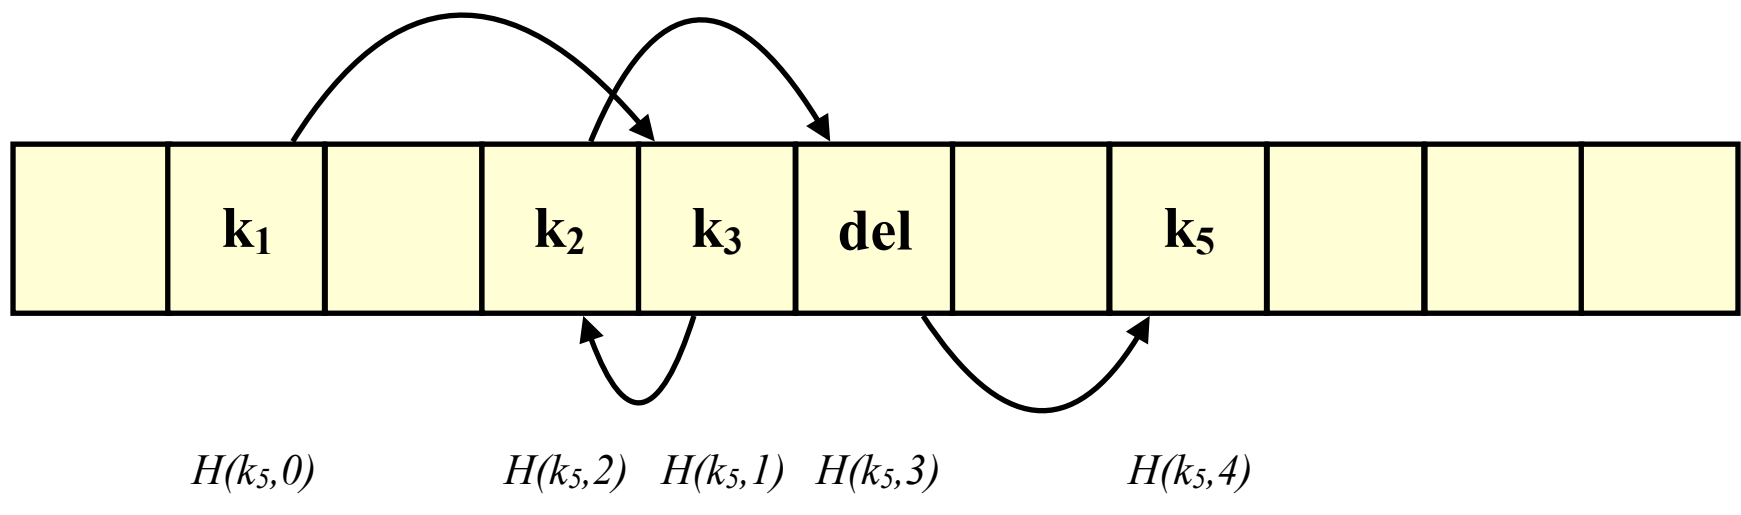 k₁ k₂ k₃ del k₅
H(k₅,0) H(k₅,2) H(k₅,1) H(k₅,3) H(k₅,4)